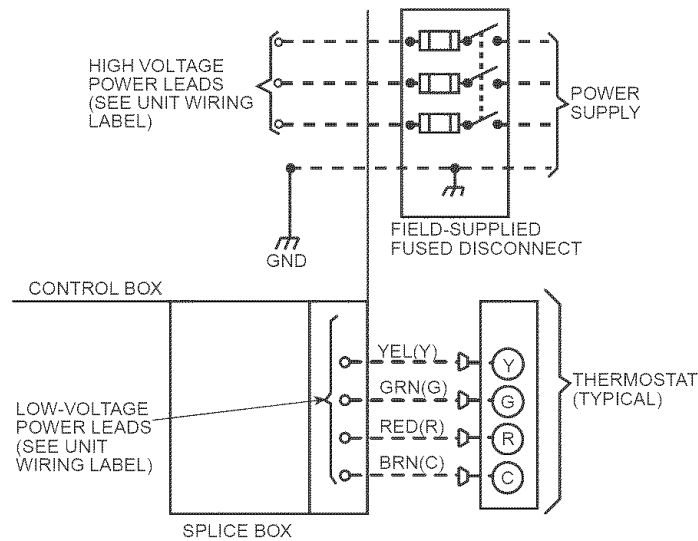 HIGH VOLTAGE
POWER LEADS
(SEE UNIT WIRING
LABEL)
POWER
SUPPLY
FIELD-SUPPLIED
FUSED DISCONNECT
GND
CONTROL BOX
LOW-VOLTAGE
POWER LEADS
(SEE UNIT
WIRING LABEL)
YEL(Y)
Y
GRN(G)
G
RED(R)
R
BRN(C)
C
THERMOSTAT
(TYPICAL)
SPLICE BOX